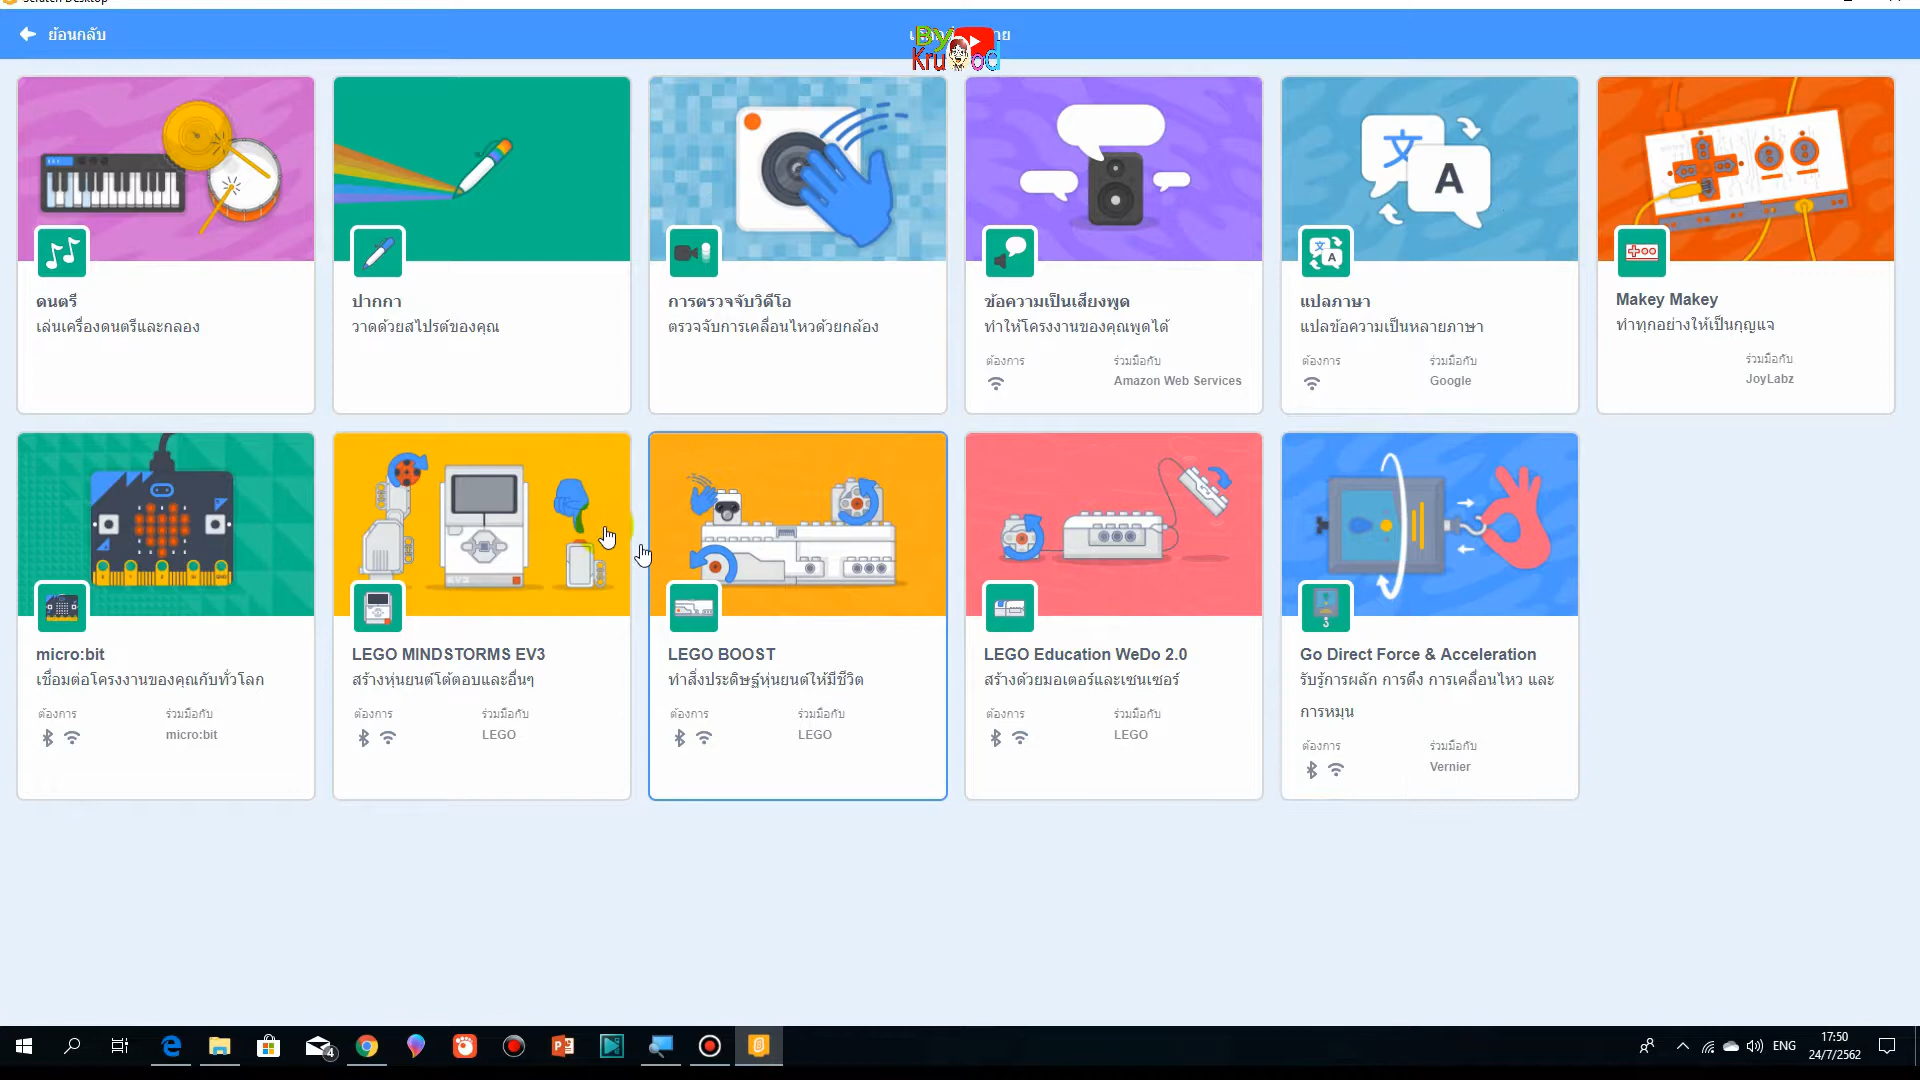 Scratch Desktop
ย้อนกลับ
By
ดนตรี
เล่นเครื่องดนตรีและกลอง
ปากกา
วาดด้วยสไปรต์ของคุณ
การตรวจจับวิดีโอ
ตรวจจับการเคลื่อนไหวด้วยกล้อง
ข้อความเป็นเสียงพูด
ทำให้โครงงานของคุณพูดได้
ต้องการ ร่วมมือกับ
Amazon Web Services
แปลภาษา
แปลข้อความเป็นหลายภาษา
ต้องการ ร่วมมือกับ
Google
Makey Makey
ทำทุกอย่างให้เป็นกุญแจ
ร่วมมือกับ
JoyLabz
micro:bit
เชื่อมต่อโครงงานของคุณกับทั่วโลก
ต้องการ ร่วมมือกับ
micro:bit
EV3
LEGO MINDSTORMS EV3
สร้างหุ่นยนต์โต้ตอบและอื่นๆ
ต้องการ ร่วมมือกับ
LEGO
LEGO BOOST
ทำสิ่งประดิษฐ์หุ่นยนต์ให้มีชีวิต
ต้องการ ร่วมมือกับ
LEGO
LEGO Education WeDo 2.0
สร้างด้วยมอเตอร์และเซนเซอร์
ต้องการ ร่วมมือกับ
LEGO
Go Direct Force & Acceleration
รับรู้การผลัก การดึง การเคลื่อนไหว และ
การหมุน
ต้องการ ร่วมมือกับ
Vernier
4
ENG
17:50
24/7/2562